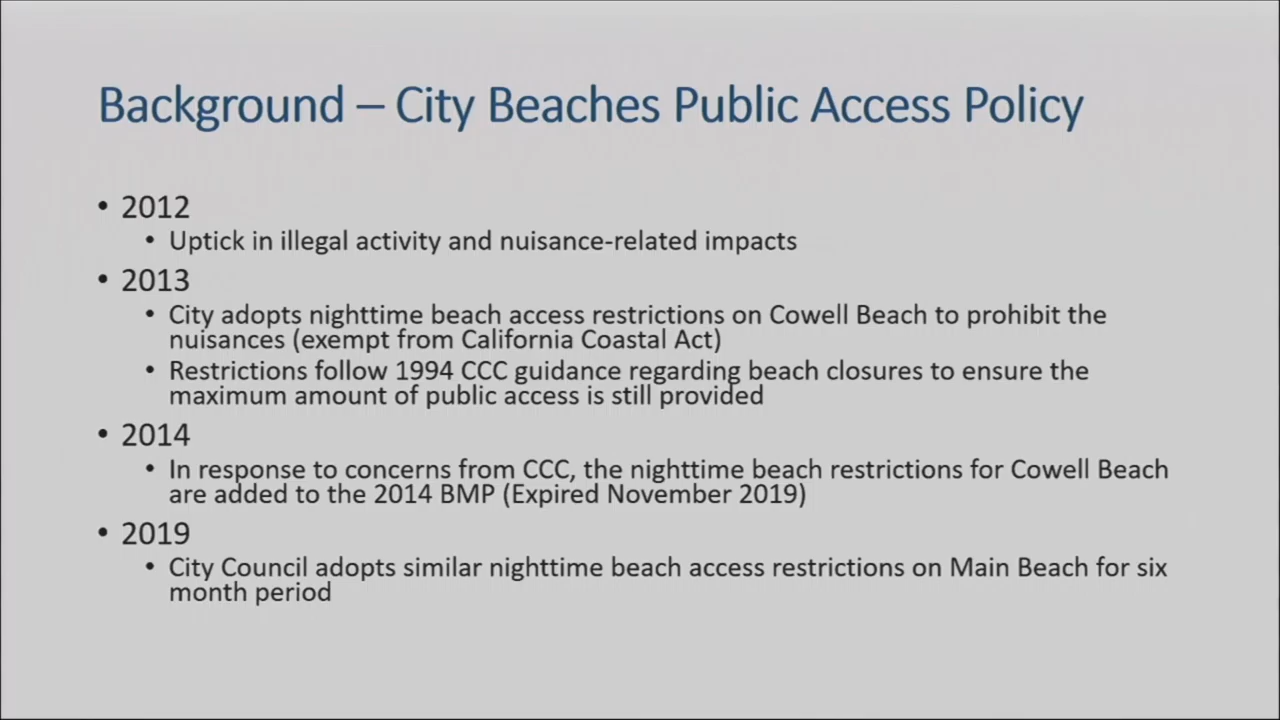 Background – City Beaches Public Access Policy
• 2012
• Uptick in illegal activity and nuisance-related impacts
• 2013
• City adopts nighttime beach access restrictions on Cowell Beach to prohibit the
nuisances (exempt from California Coastal Act)
• Restrictions follow 1994 CCC guidance regarding beach closures to ensure the
maximum amount of public access is still provided
• 2014
• In response to concerns from CCC, the nighttime beach restrictions for Cowell Beach
are added to the 2014 BMP (Expired November 2019)
• 2019
• City Council adopts similar nighttime beach access restrictions on Main Beach for six
month period